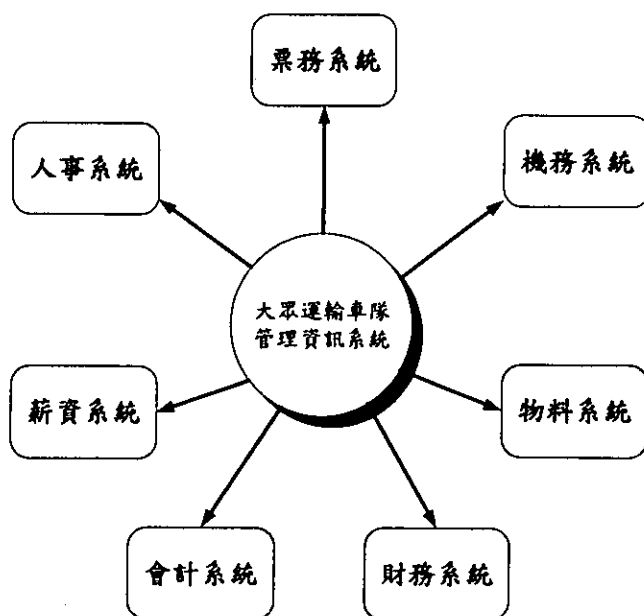 票務系統
人事系統
機務系統
大眾運輸車隊
管理資訊系統
薪資系統
物料系統
會計系統
財務系統